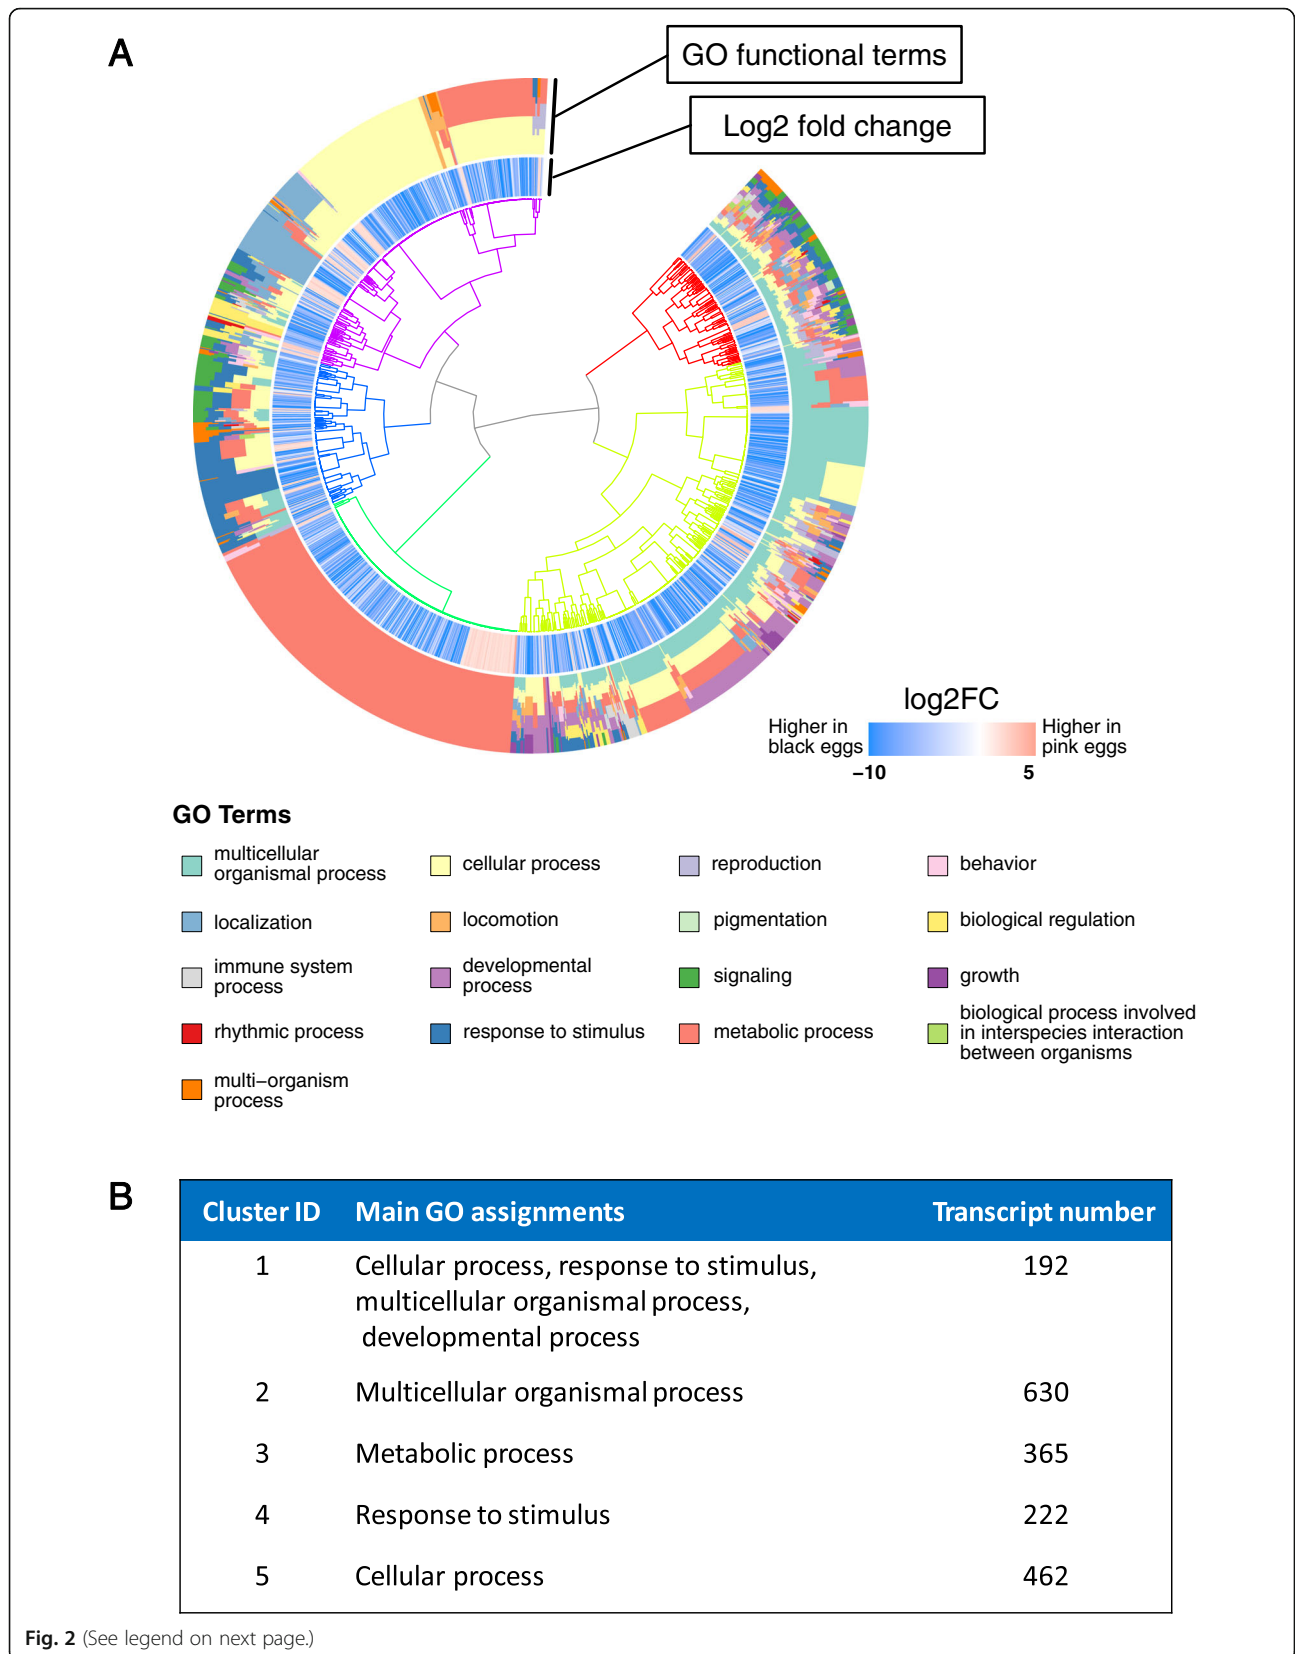 A
GO functional terms
Log2 fold change
log2FC
Higher in
black eggs
Higher in
pink eggs
−10
5
GO Terms
multicellular
organismal process
cellular process
reproduction
behavior
localization
locomotion
pigmentation
biological regulation
immune system
process
developmental
process
signaling
growth
rhythmic process
response to stimulus
metabolic process
biological process involved
in interspecies interaction
between organisms
multi−organism
process
B
Cluster ID Main GO assignments Transcript number
1 Cellular process, response to stimulus, 192
multicellular organismal process,
developmental process
2 Multicellular organismal process 630
3 Metabolic process 365
4 Response to stimulus 222
5 Cellular process 462
Fig. 2 (See legend on next page.)